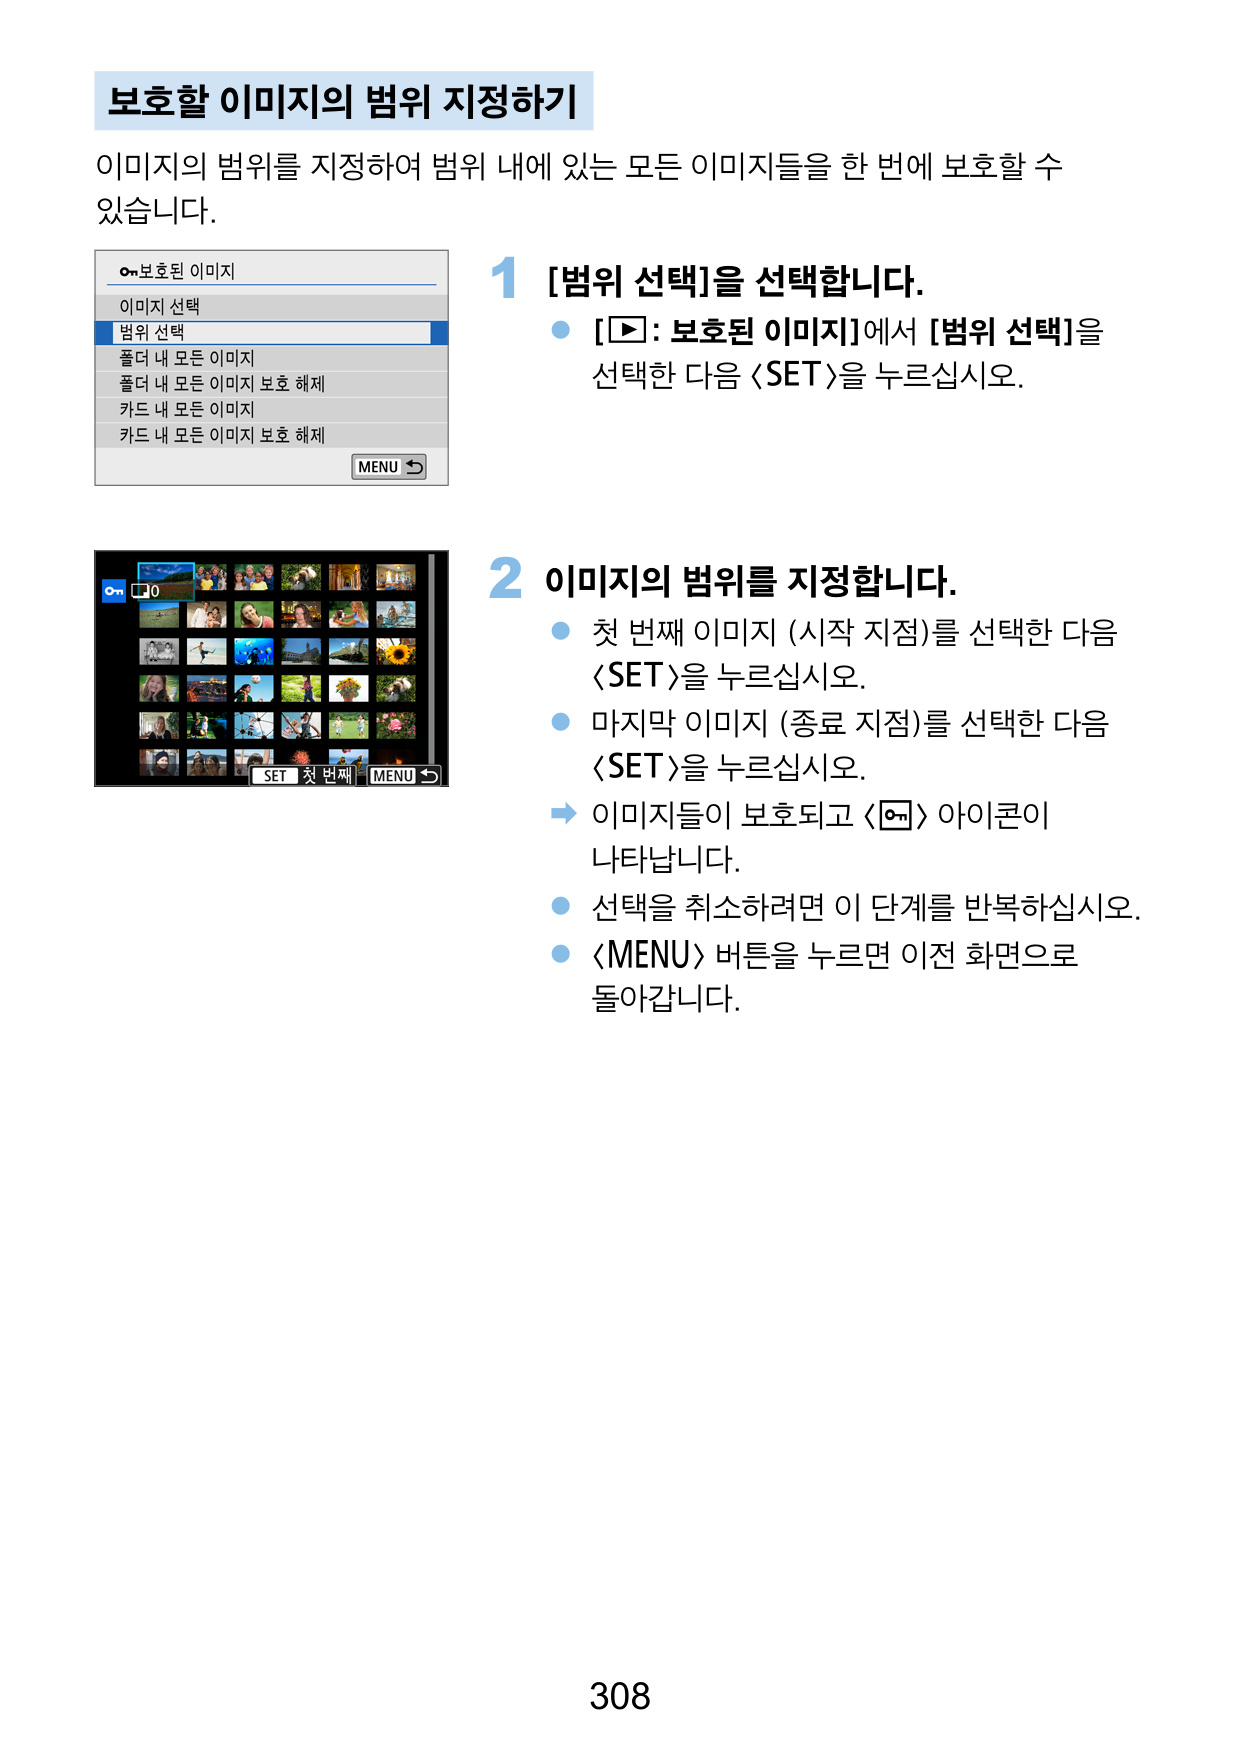 보호할 이미지의 범위 지정하기
이미지의 범위를 지정하여 범위 내에 있는 모든 이미지들을 한 번에 보호할 수
있습니다.
보호된 이미지
이미지 선택
범위 선택
폴더 내 모든 이미지
폴더 내 모든 이미지 보호 해제
카드 내 모든 이미지
카드 내 모든 이미지 보호 해제
MENU
1 [범위 선택]을 선택합니다.
● [▶: 보호된 이미지]에서 [범위 선택]을
선택한 다음 〈SET〉을 누르십시오.
0
SET 첫 번째 MENU
2 이미지의 범위를 지정합니다.
● 첫 번째 이미지 (시작 지점)를 선택한 다음
〈SET〉을 누르십시오.
● 마지막 이미지 (종료 지점)를 선택한 다음
〈SET〉을 누르십시오.
➡ 이미지들이 보호되고 〈〉 아이콘이
나타납니다.
● 선택을 취소하려면 이 단계를 반복하십시오.
● 〈MENU〉 버튼을 누르면 이전 화면으로
돌아갑니다.
308